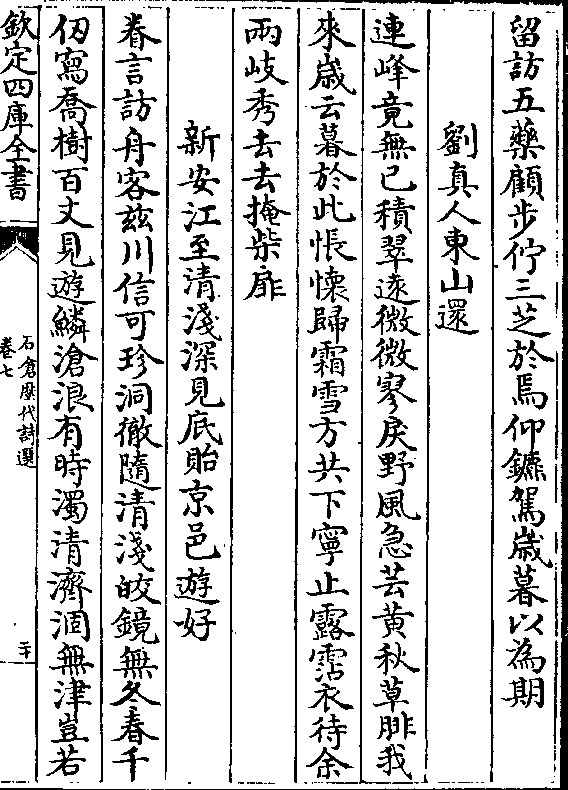 留訪五藥顧步佇三芝於焉仰鑣駕歲暮以為期
劉真人東山還
連峰竟無已積翠遠微微寥戾野風急芸黄秋草腓我
來歲云暮於此悵懷歸霜雪方共下寧止露霑衣待余
兩岐秀去去掩柴扉
新安江至清淺深見底貽京邑遊好
眷言訪舟客兹川信可珍洞徹隨清淺皎鏡無冬春千
仞寫喬樹百丈見遊鱗滄浪有時濁清濟涸無津豈若
欽定四庫全書
石倉歷代詩選
卷七
二十